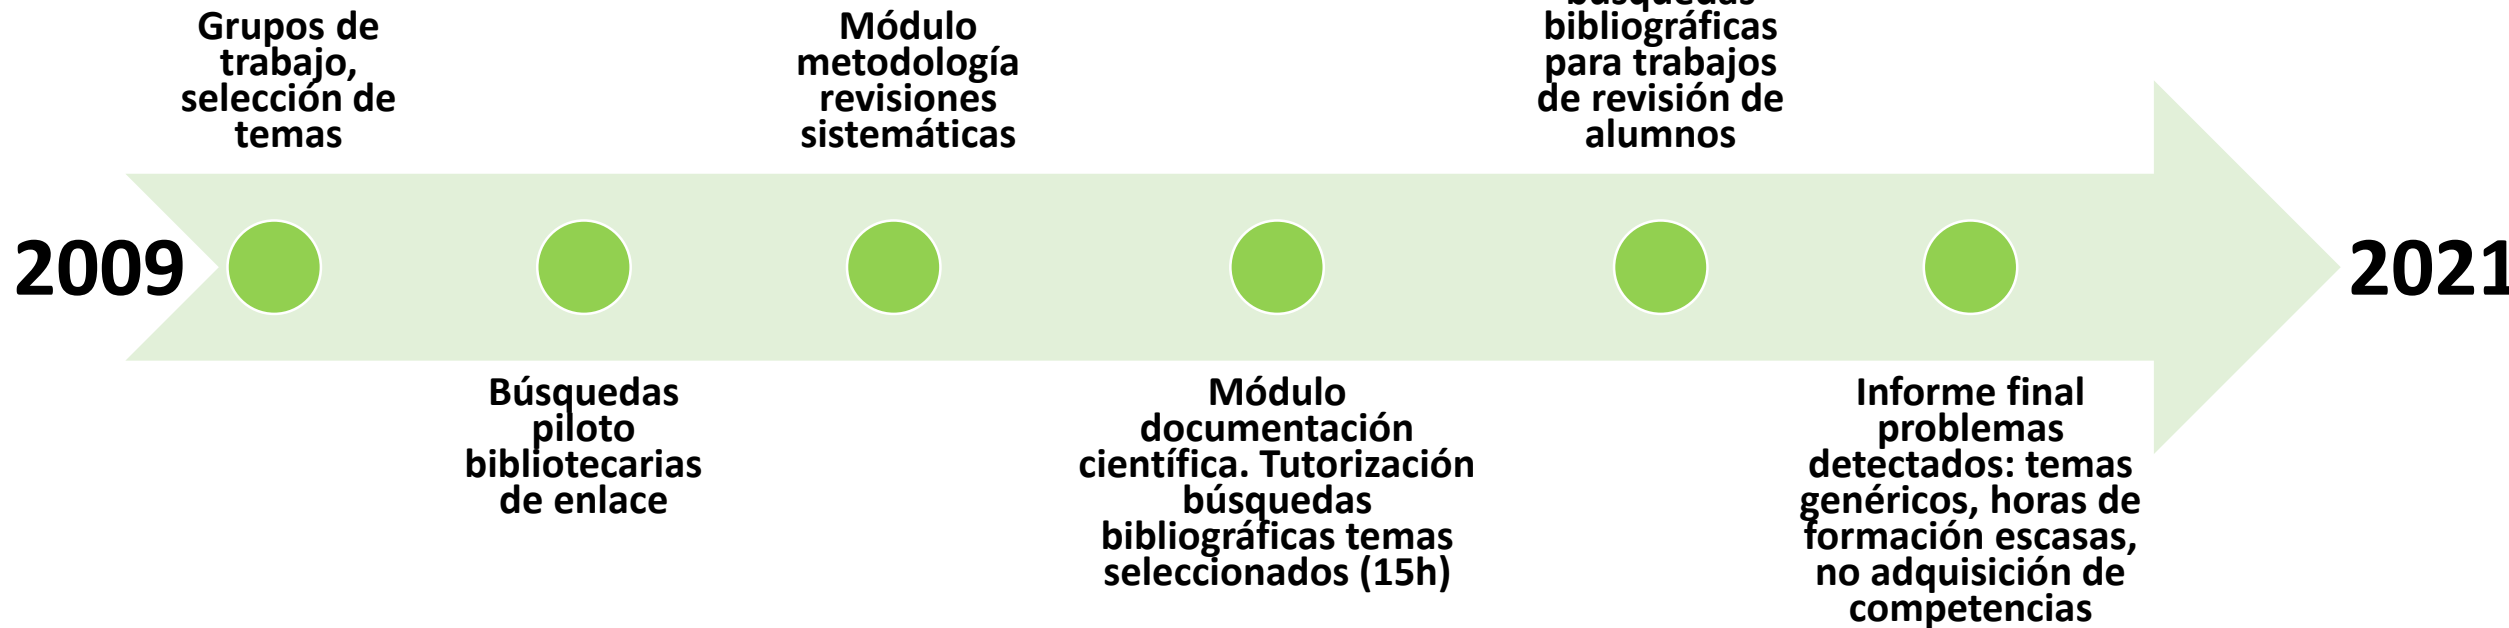 2009
Grupos de
trabajo,
selección de
temas
Búsquedas
piloto
bibliotecarias
de enlace
Módulo
metodología
revisiones
sistemáticas
Módulo
documentación
científica. Tutorización
búsquedas
bibliográficas temas
seleccionados (15h)
búsquedas
bibliográficas
para trabajos
de revisión de
alumnos
Informe final
problemas
detectados: temas
genéricos, horas de
formación escasas,
no adquisición de
competencias
2021